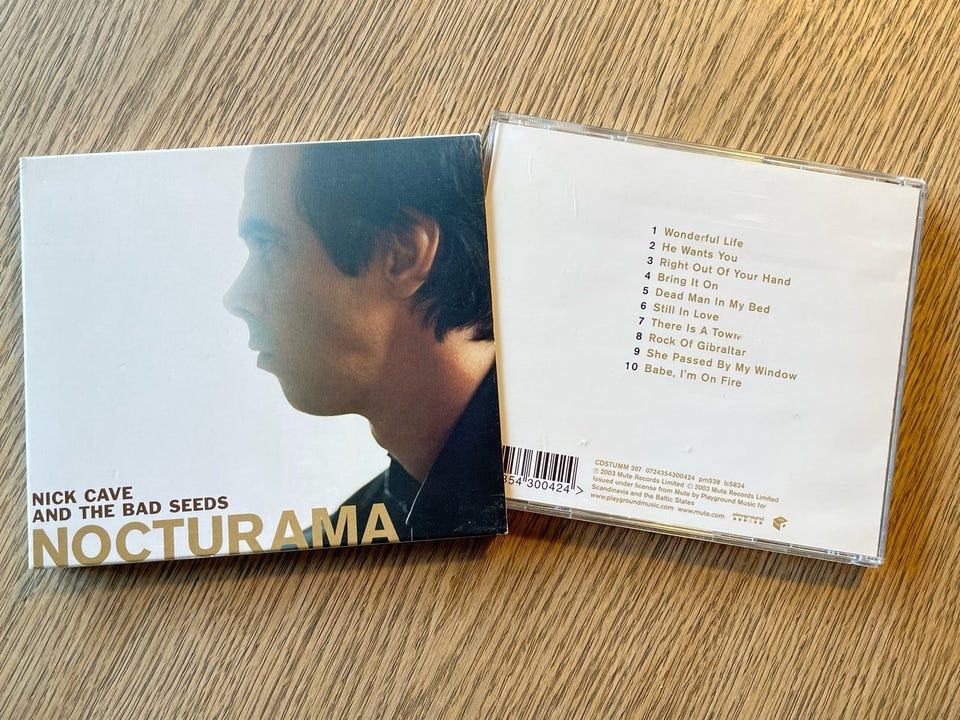 NICK CAVE
AND THE BAD SEEDS
NOCTURAMA
1 Wonderful Life
2 He Wants You
3 Right Out Of Your Hand
4 Bring It On
5 Dead Man In My Bed
6 Still In Love
7 There Is A Town
8 Rock Of Gibraltar
9 She Passed By My Window
10 Babe, I'm On Fire
354 300424 >
CDSTUMM 207 0724354300424 pm538 lc5834
℗ 2003 Mute Records Limited © 2003 Mute Records Limited
Issued under license from Mute by Playground Music for
Scandinavia and the Baltic States
www.playgroundmusic.com www.mute.com
playground